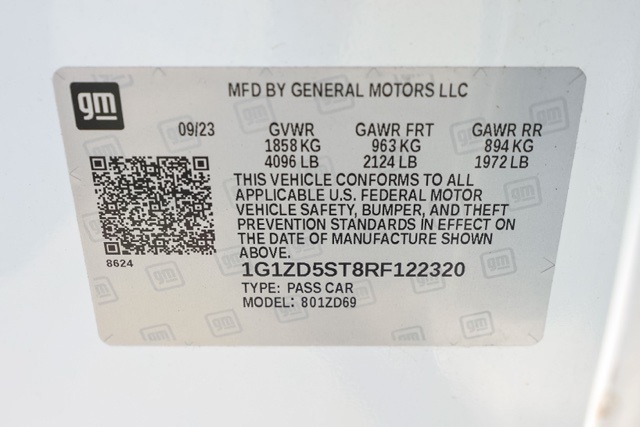 gm
MFD BY GENERAL MOTORS LLC
09/23 GVWR GAWR FRT GAWR RR
1858 KG 963 KG 894 KG
4096 LB 2124 LB 1972 LB
THIS VEHICLE CONFORMS TO ALL
APPLICABLE U.S. FEDERAL MOTOR
VEHICLE SAFETY, BUMPER, AND THEFT
PREVENTION STANDARDS IN EFFECT ON
THE DATE OF MANUFACTURE SHOWN
ABOVE.
8624
1G1ZD5ST8RF122320
TYPE: PASS CAR
MODEL: 801ZD69